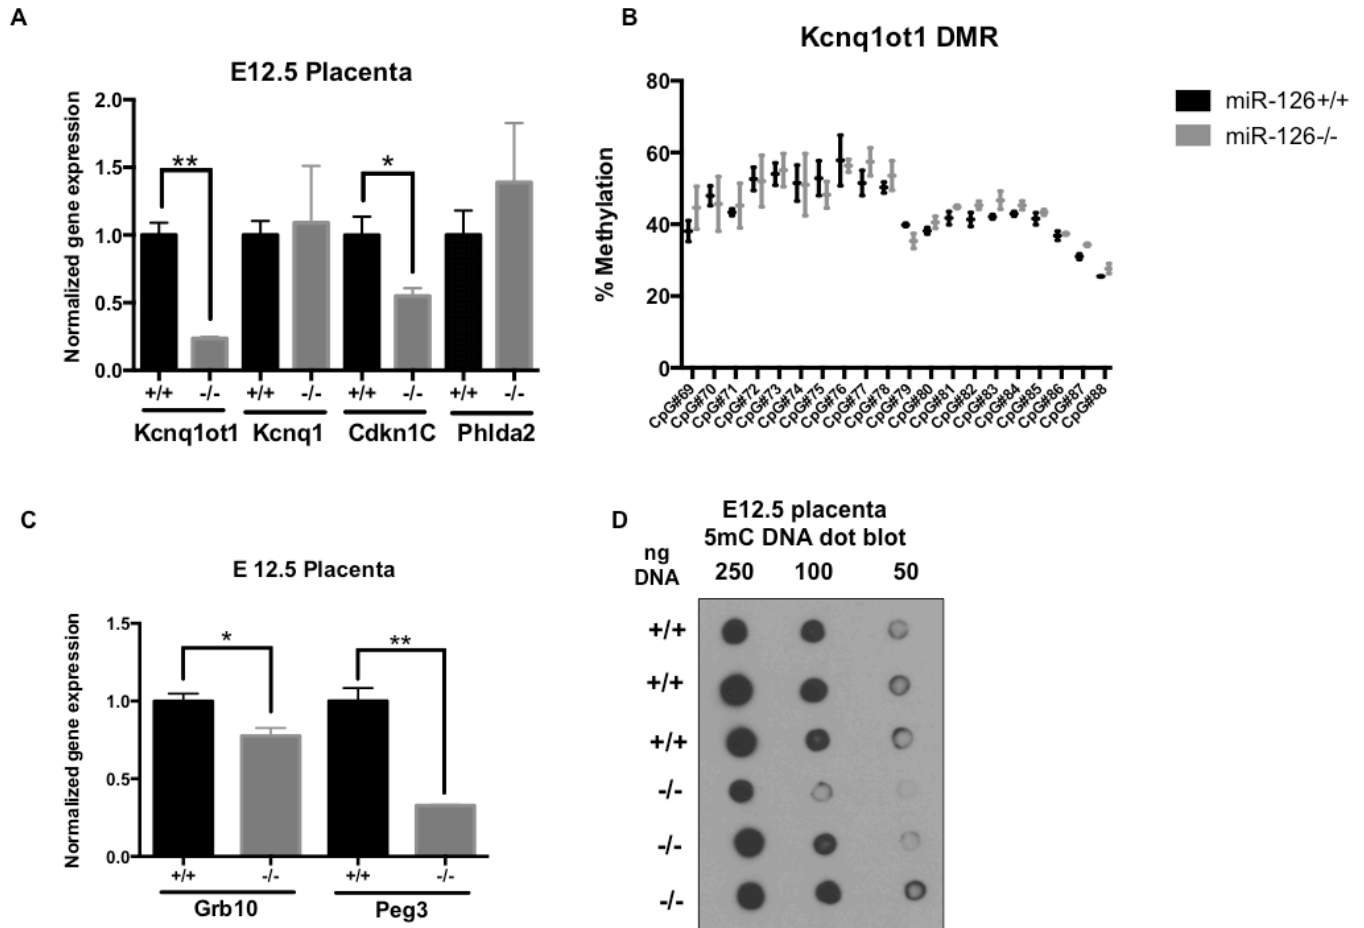 A
E12.5 Placenta
Normalized gene expression
2.0
1.5
1.0
0.5
0.0
**
*
+/+ -/- +/+ -/- +/+ -/- +/+ -/-
Kcnq1ot1 Kcnq1 Cdkn1C Phlda2
B
Kcnq1ot1 DMR
% Methylation
80
60
40
20
0
CpG#69 CpG#70 CpG#71 CpG#72 CpG#73 CpG#74 CpG#75 CpG#76 CpG#77 CpG#78 CpG#79 CpG#80 CpG#81 CpG#82 CpG#83 CpG#84 CpG#85 CpG#86 CpG#87 CpG#88
miR-126+/+
miR-126-/-
C
E 12.5 Placenta
Normalized gene expression
1.5
1.0
0.5
0.0
*
**
+/+ -/- +/+ -/-
Grb10 Peg3
D
E12.5 placenta
5mC DNA dot blot
ng
DNA
250 100 50
+/+
+/+
+/+
-/-
-/-
-/-